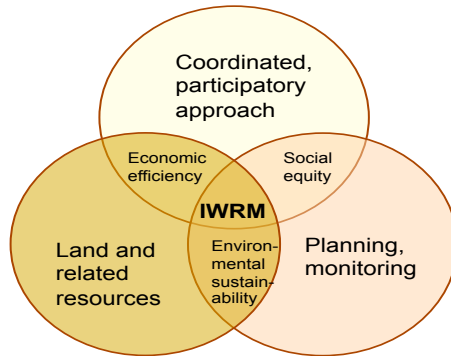 Coordinated,
participatory
approach
Economic
efficiency
Social
equity
IWRM
Land and
related
resources
Environ-
mental
sustain-
ability
Planning,
monitoring